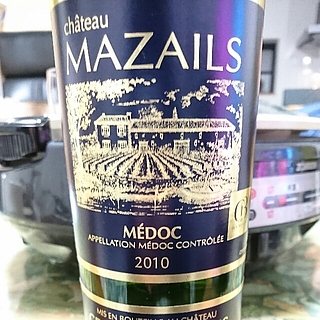 château
MAZAILS
MÉDOC
APPELLATION MÉDOC CONTRÔLÉE
2010
MIS EN BOUTEILLE AU CHÂTEAU